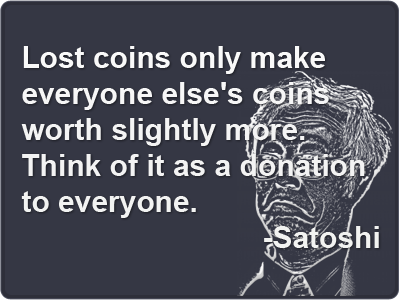 Lost coins only make
everyone else's coins
worth slightly more.
Think of it as a donation
to everyone.
-Satoshi